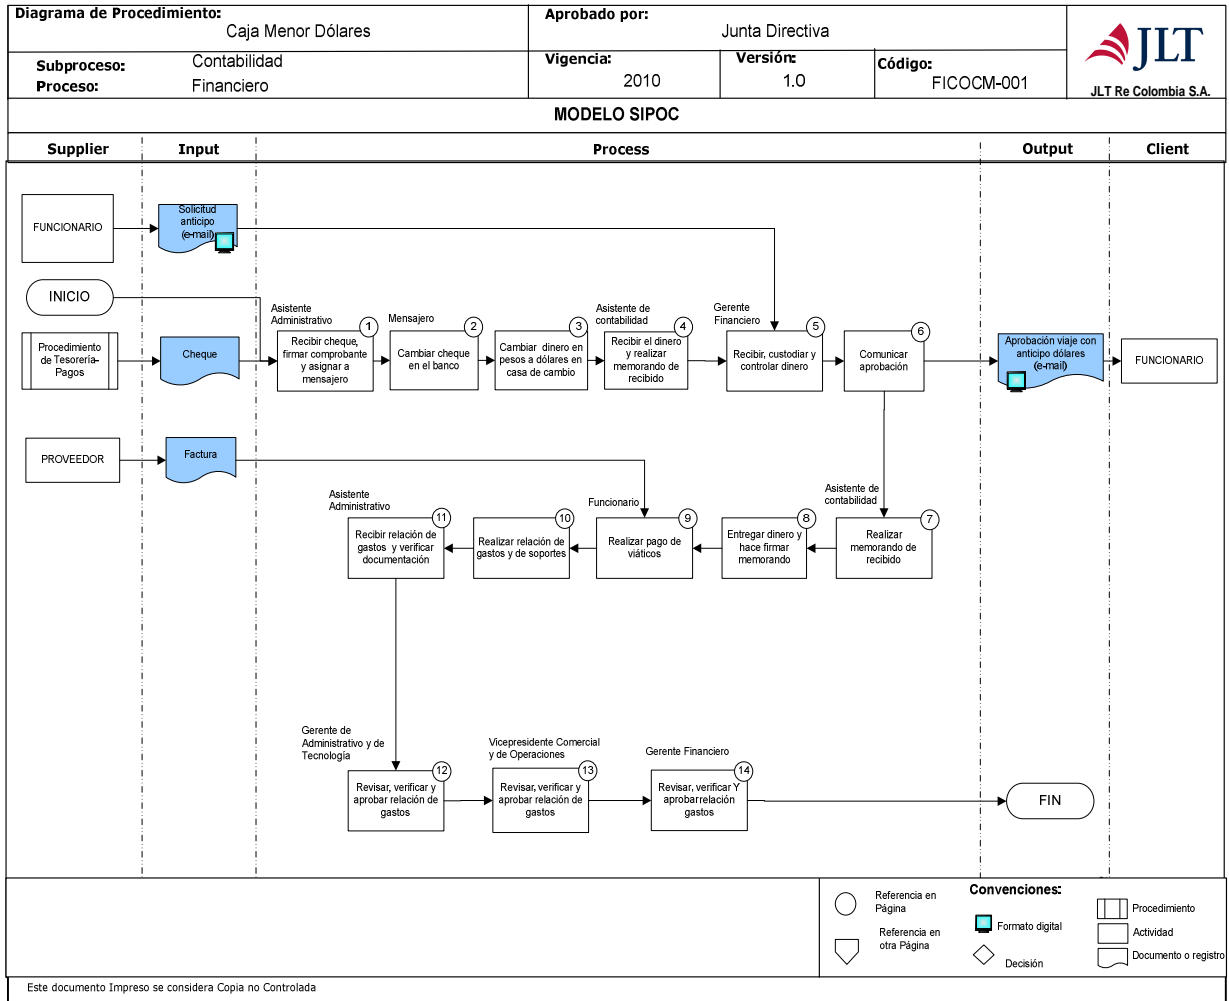 Diagrama de Procedimiento:
Caja Menor Dólares
Aprobado por:
Junta Directiva
Subproceso:
Contabilidad
Proceso:
Financiero
Vigencia:
2010
Versión:
1.0
Código:
FICOCM-001
JLT
JLT Re Colombia S.A.
MODELO SIPOC
Supplier
Input
Process
Output
Client
FUNCIONARIO
Solicitud
anticipo
(e-mail)
INICIO
Procedimiento
de Tesorería-
Pagos
Cheque
Asistente
Administrativo
1
Recibir cheque,
firmar comprobante
y asignar a
mensajero
Mensajero
2
Cambiar cheque
en el banco
3
Cambiar dinero en
pesos a dólares en
casa de cambio
Asistente de
contabilidad
4
Recibir el dinero
y realizar
memorando de
recibido
Gerente
Financiero
5
Recibir, custodiar y
controlar dinero
6
Comunicar
aprobación
Aprobación viaje con
anticipo dólares
(e-mail)
FUNCIONARIO
PROVEEDOR
Factura
Asistente de
contabilidad
7
Realizar
memorando de
recibido
8
Entregar dinero y
hace firmar
memorando
Funcionario
9
Realizar pago de
viáticos
10
Realizar relación de
gastos y de soportes
Asistente
Administrativo
11
Recibir relación de
gastos y verificar
documentación
Gerente de
Administrativo y de
Tecnología
12
Revisar, verificar y
aprobar relación de
gastos
Vicepresidente Comercial
y de Operaciones
13
Revisar, verificar y
aprobar relación de
gastos
Gerente Financiero
14
Revisar, verificar Y
aprobarrelación
gastos
FIN
Convenciones:
Referencia en
Página
Referencia en
otra Página
Formato digital
Decisión
Procedimiento
Actividad
Documento o registro
Este documento Impreso se considera Copia no Controlada